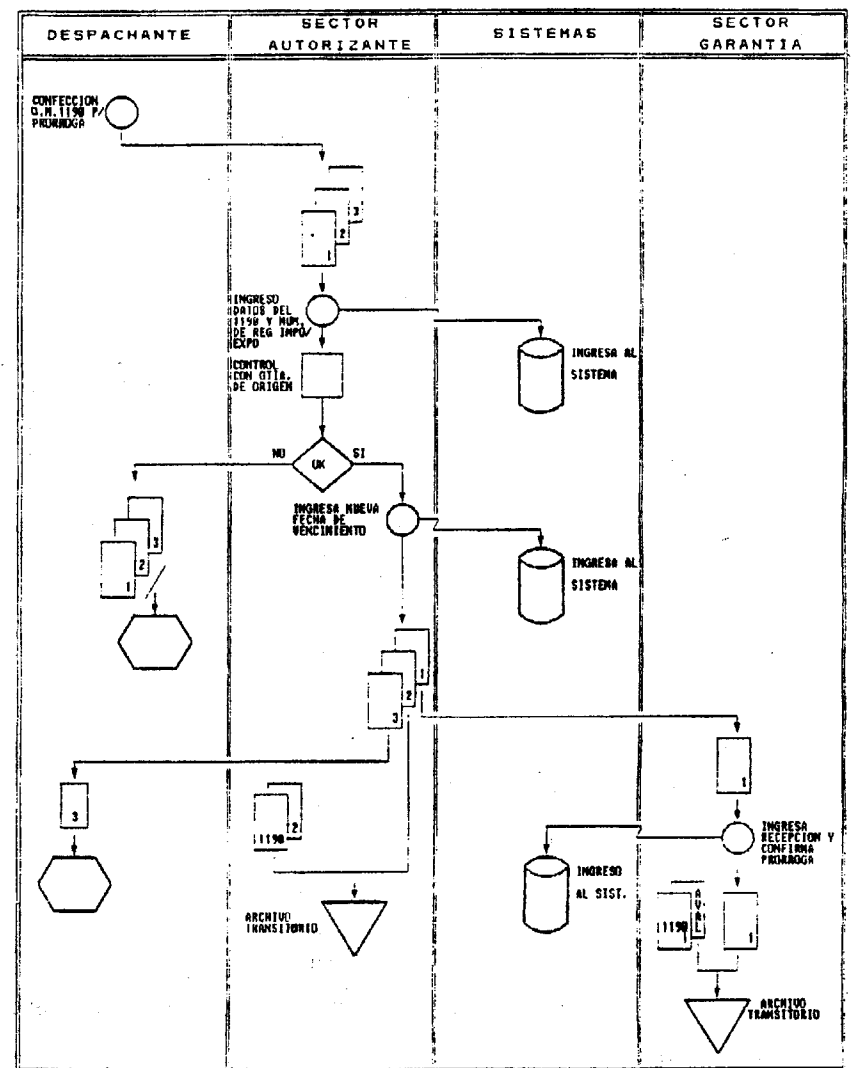 DESPACHANTE
SECTOR
AUTORIZANTE
SISTEMAS
SECTOR
GARANTIA
CONFECCION
O.M.1190 P/
PRORROGA
3
2
1
INGRESO
DATOS DEL
1190 Y NUM.
DE REG IMPO/
EXPO
INGRESA AL
SISTEMA
CONTROL
CON GTIA.
DE ORIGEN
NO
OK
SI
INGRESA NUEVA
FECHA DE
VENCIMIENTO
3
2
1
INGRESA AL
SISTEMA
1
2
3
1
3
2
1190
INGRESA
RECEPCION Y
CONFIRMA
PRORROGA
INGRESO
AL SIST.
AVAL
1190
1
ARCHIVO
TRANSITORIO
ARCHIVO
TRANSITORIO